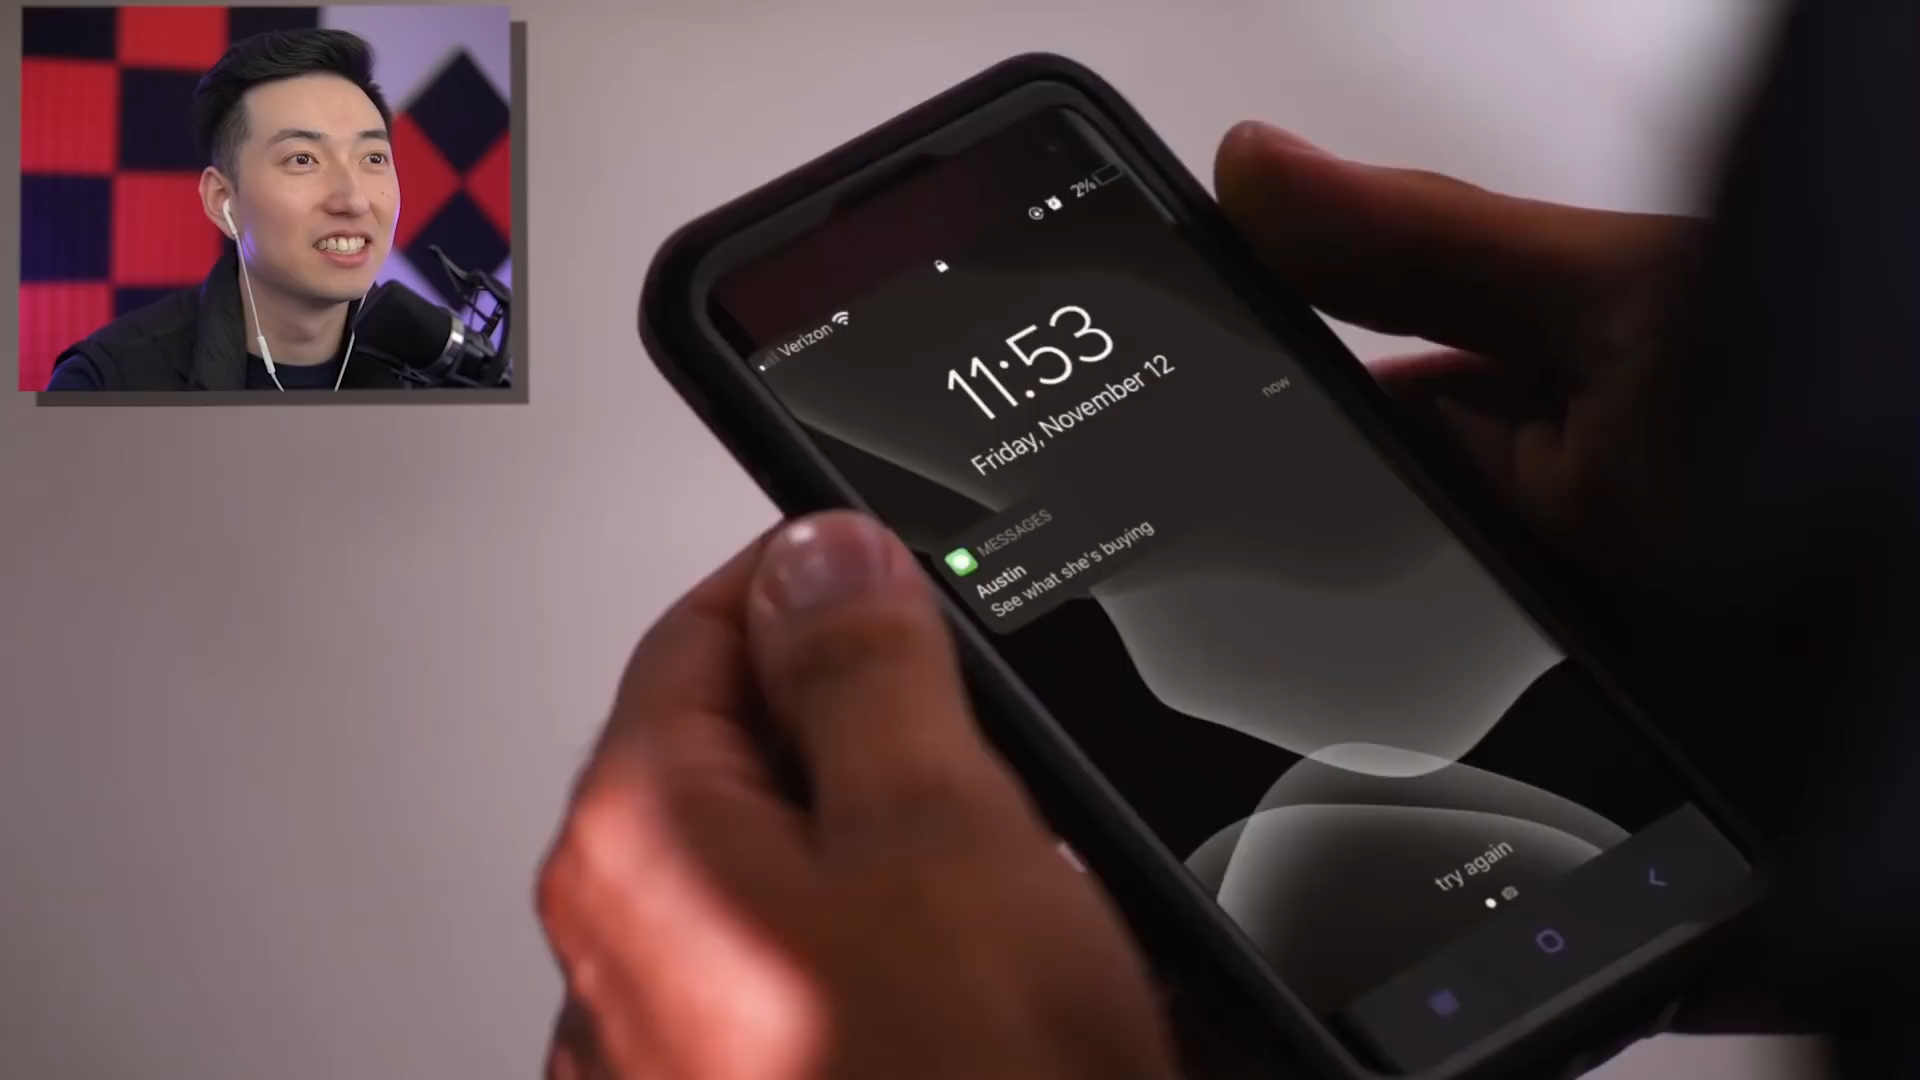 2%
Verizon
11:53
Friday, November 12
MESSAGES
now
Austin
See what she's buying
try again